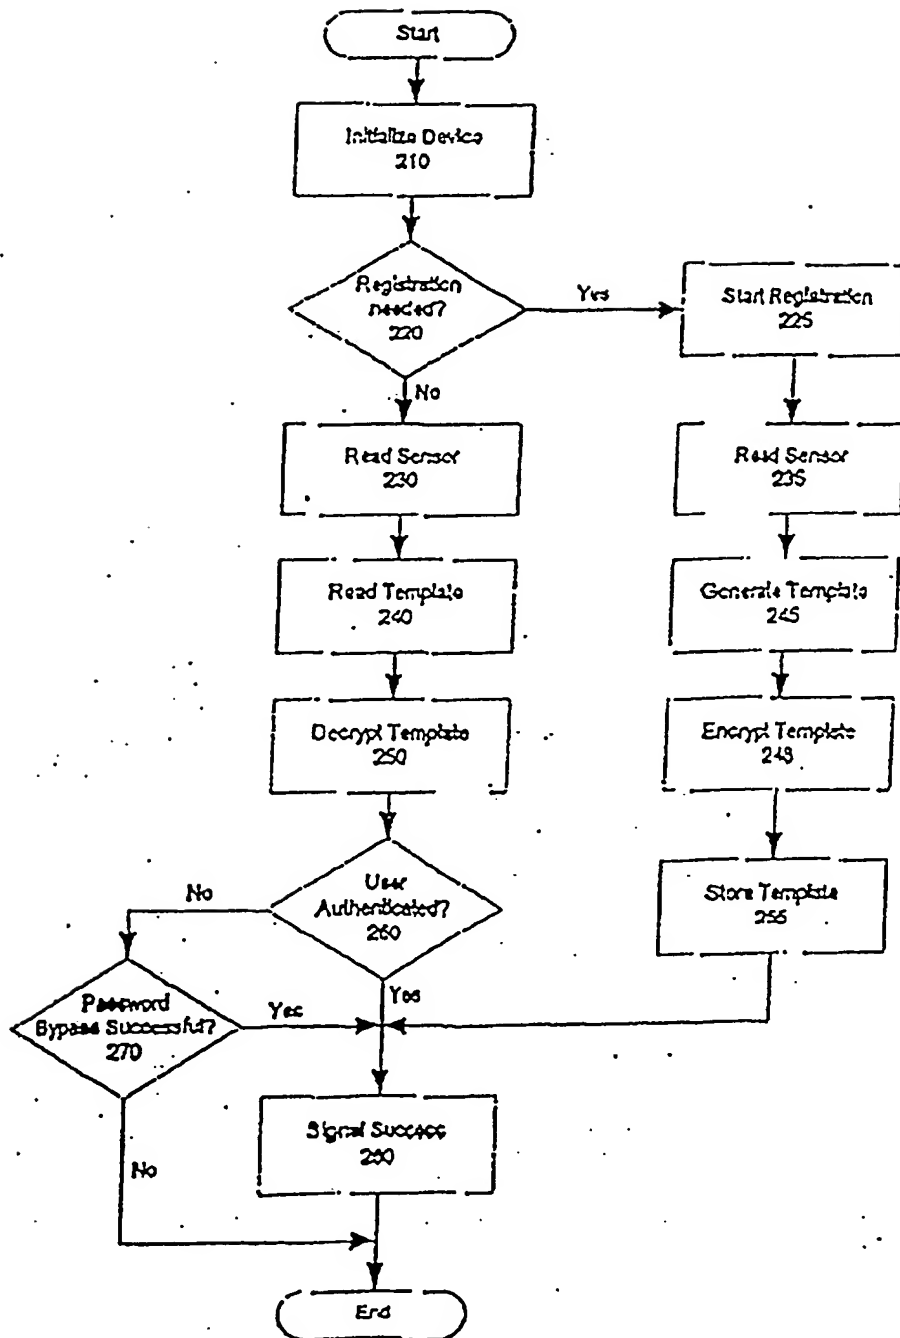 Start
Initialize Device
210
Registration
needed?
220
Yes
Start Registration
225
No
Read Sensor
230
Read Sensor
235
Read Template
240
Generate Template
245
Decrypt Template
250
Encrypt Template
248
User
Authenticated?
260
No
Store Template
255
Password
Bypass Successful?
270
Yes
Yes
Signal Success
No
End